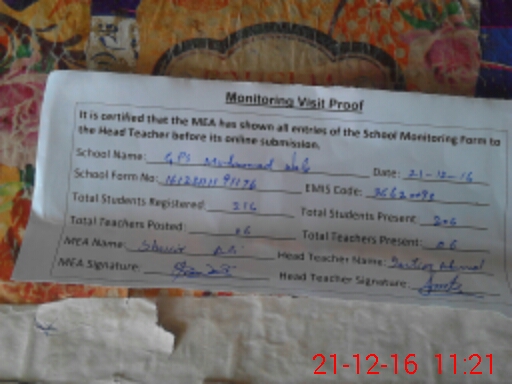 Monitoring Visit Proof
It is certified that the MEA has shown all entries of the School Monitoring Form to
the Head Teacher before its online submission.
School Name: GPS Muhammad Date: 21-12-16
School Form No: EMIS Code:
Total Students Registered: 216 Total Students Present: 206
Total Teachers Posted: 06 Total Teachers Present: 06
MEA Name: Head Teacher Name:
MEA Signature: Head Teacher Signature:
21-12-16 11:21